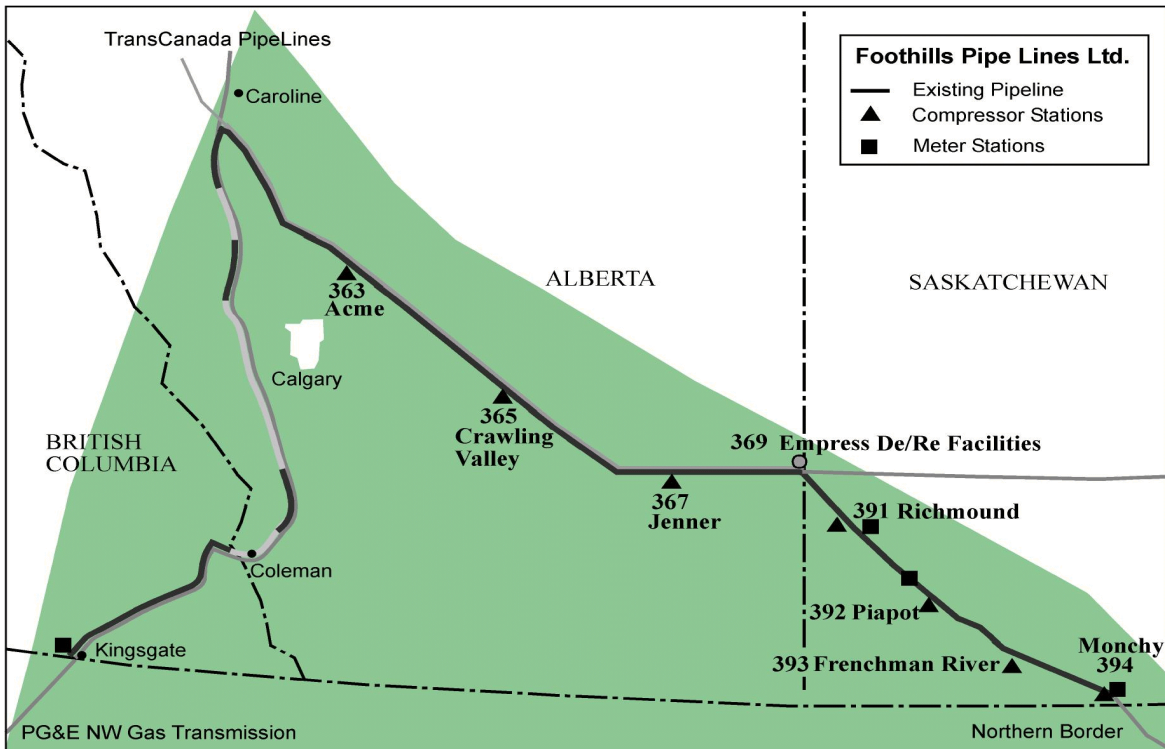 TransCanada PipeLines
Caroline
Foothills Pipe Lines Ltd.
Existing Pipeline
Compressor Stations
Meter Stations
ALBERTA
SASKATCHEWAN
363
Acme
Calgary
365
Crawling
Valley
BRITISH
COLUMBIA
369 Empress De/Re Facilities
367
Jenner
391 Richmound
Coleman
392 Piapot
Kingsgate
393 Frenchman River
Monchy
394
PG&E NW Gas Transmission
Northern Border